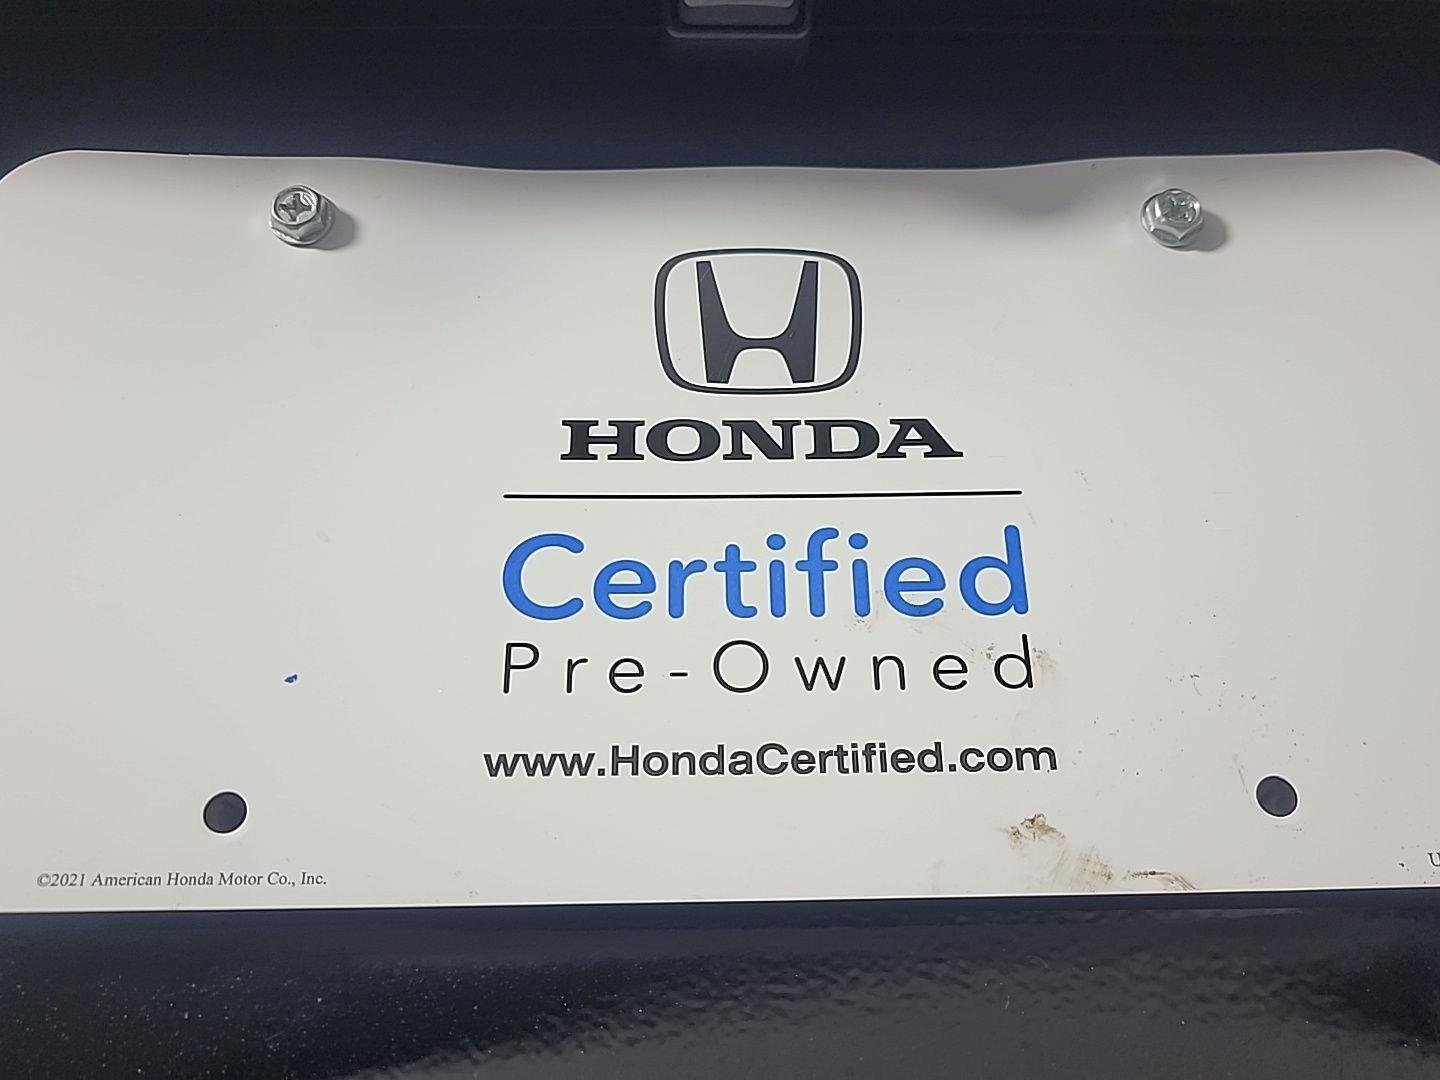 HONDA
Certified
Pre-Owned
www.HondaCertified.com
©2021 American Honda Motor Co., Inc.